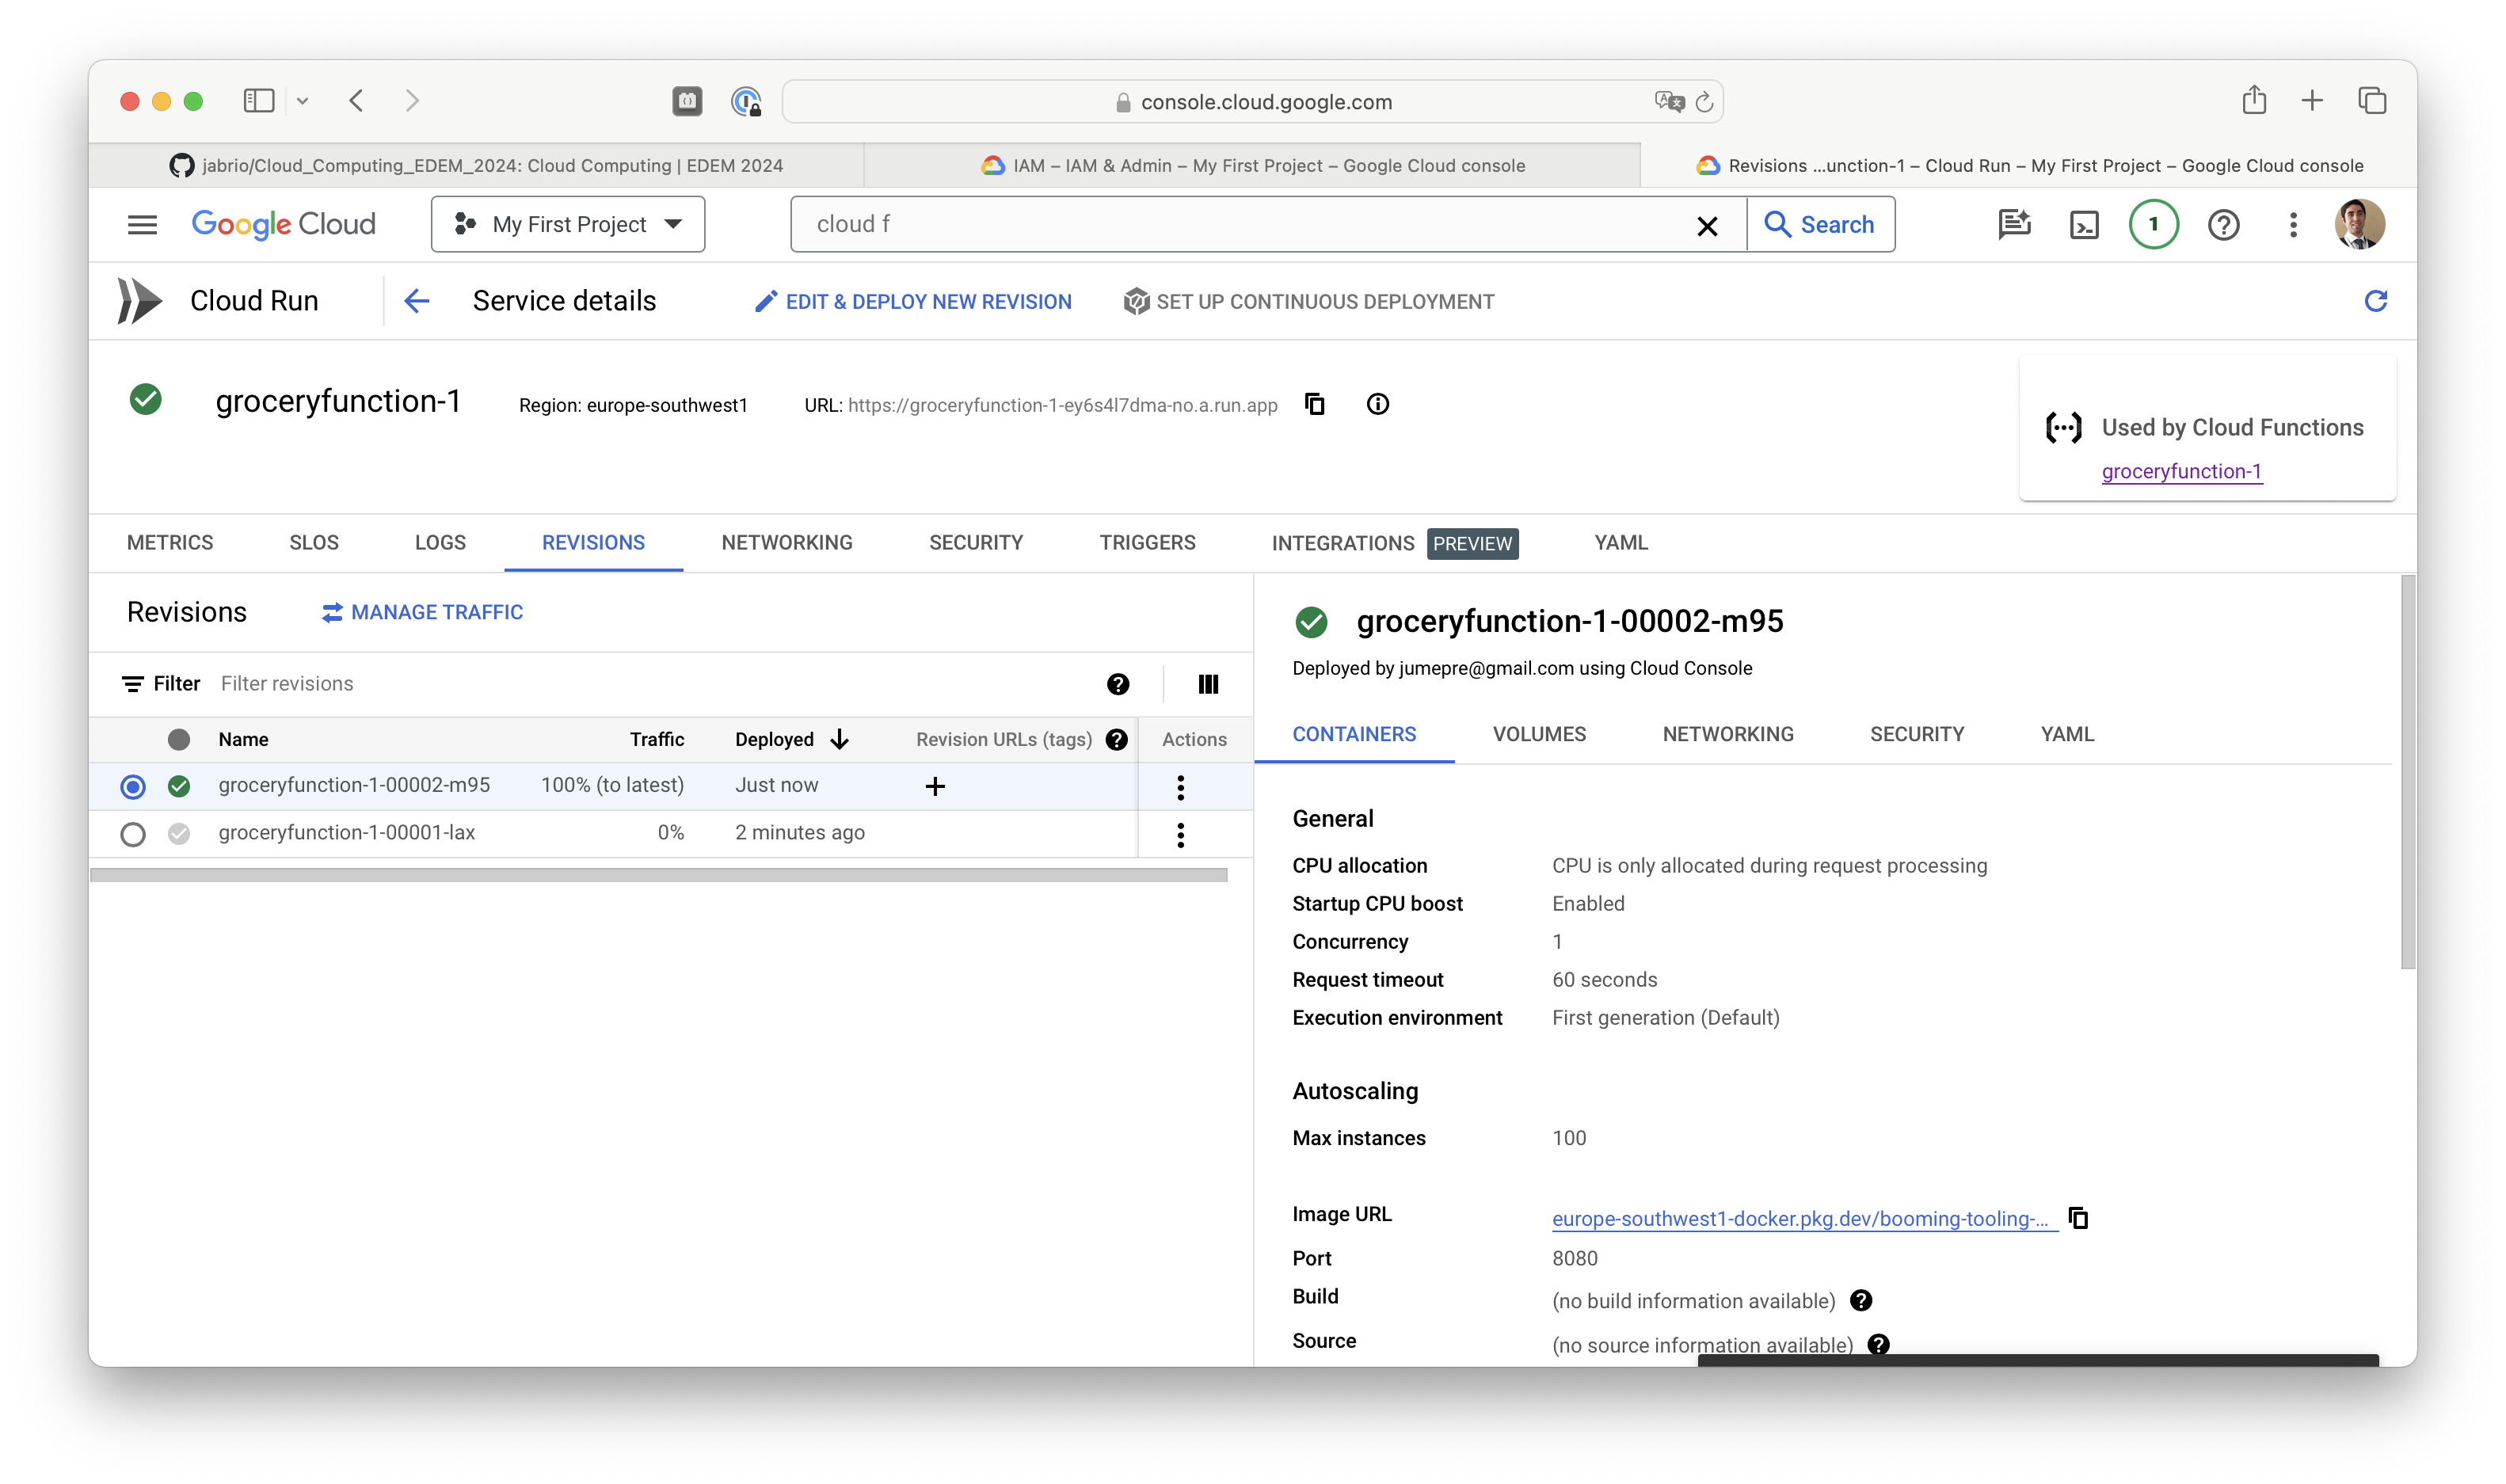 console.cloud.google.com
jabrio/Cloud_Computing_EDEM_2024: Cloud Computing | EDEM 2024
IAM – IAM & Admin – My First Project – Google Cloud console
Revisions ...unction-1 – Cloud Run – My First Project – Google Cloud console
Google Cloud
My First Project
cloud f
Search
1
Cloud Run
Service details
EDIT & DEPLOY NEW REVISION
SET UP CONTINUOUS DEPLOYMENT
groceryfunction-1
Region: europe-southwest1
URL: https://groceryfunction-1-ey6s4l7dma-no.a.run.app
Used by Cloud Functions
groceryfunction-1
METRICS
SLOS
LOGS
REVISIONS
NETWORKING
SECURITY
TRIGGERS
INTEGRATIONS PREVIEW
YAML
Revisions
MANAGE TRAFFIC
Filter Filter revisions
Name Traffic Deployed Revision URLs (tags) Actions
groceryfunction-1-00002-m95 100% (to latest) Just now
groceryfunction-1-00001-lax 0% 2 minutes ago
groceryfunction-1-00002-m95
Deployed by jumepre@gmail.com using Cloud Console
CONTAINERS
VOLUMES
NETWORKING
SECURITY
YAML
General
CPU allocation CPU is only allocated during request processing
Startup CPU boost Enabled
Concurrency 1
Request timeout 60 seconds
Execution environment First generation (Default)
Autoscaling
Max instances 100
Image URL europe-southwest1-docker.pkg.dev/booming-tooling-...
Port 8080
Build (no build information available)
Source (no source information available)